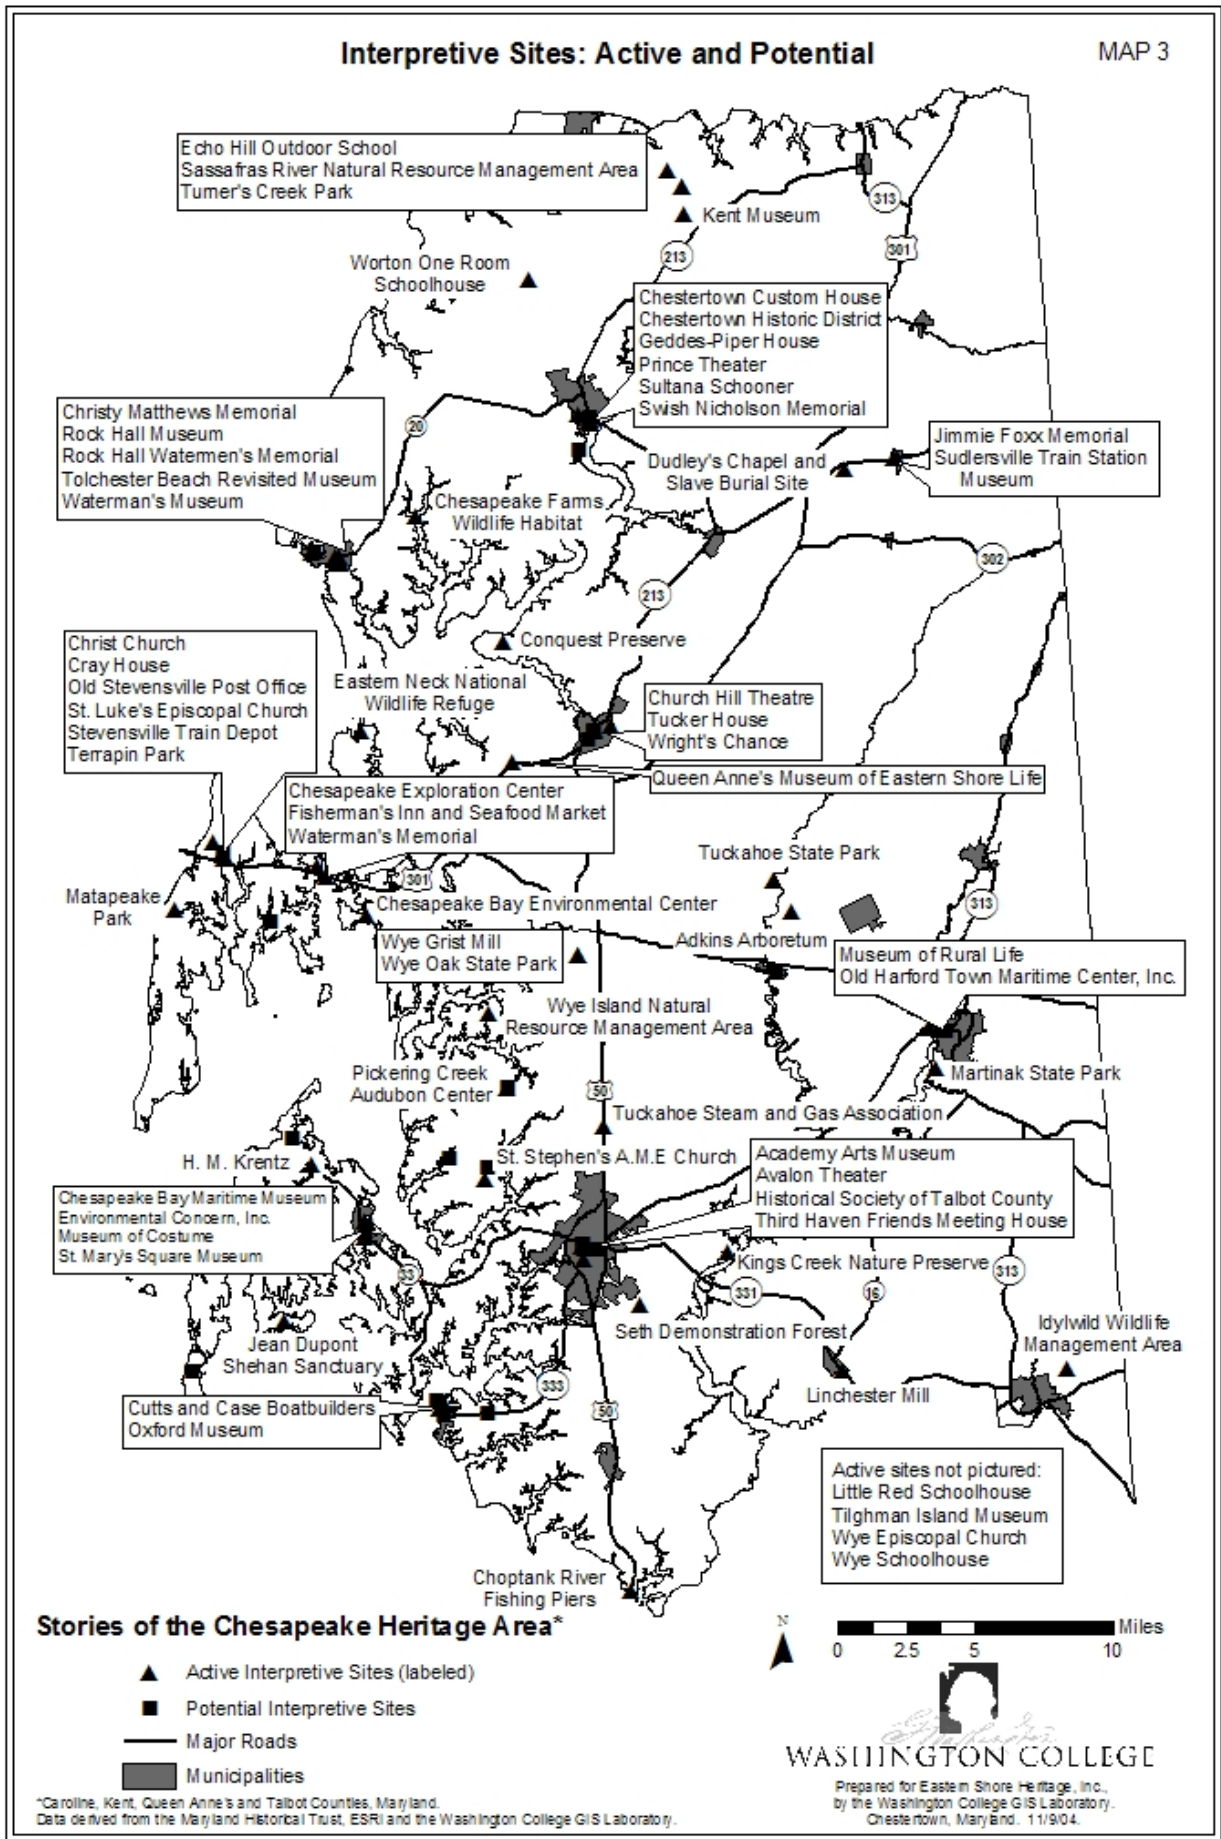 Interpretive Sites: Active and Potential
MAP 3
Echo Hill Outdoor School
Sassafras River Natural Resource Management Area
Turner's Creek Park
Kent Museum
313
301
213
Worton One Room
Schoolhouse
Chestertown Custom House
Chestertown Historic District
Geddes-Piper House
Prince Theater
Sultana Schooner
Swish Nicholson Memorial
Christy Matthews Memorial
Rock Hall Museum
Rock Hall Watermen's Memorial
Tolchester Beach Revisited Museum
Waterman's Museum
20
Jimmie Foxx Memorial
Sudlersville Train Station
Museum
Dudley's Chapel and
Slave Burial Site
Chesapeake Farms
Wildlife Habitat
302
213
Conquest Preserve
Christ Church
Cray House
Old Stevensville Post Office
St. Luke's Episcopal Church
Stevensville Train Depot
Terrapin Park
Eastern Neck National
Wildlife Refuge
Church Hill Theatre
Tucker House
Wright's Chance
Queen Anne's Museum of Eastern Shore Life
Chesapeake Exploration Center
Fisherman's Inn and Seafood Market
Waterman's Memorial
Tuckahoe State Park
301
313
Matapeake
Park
Chesapeake Bay Environmental Center
Adkins Arboretum
Wye Grist Mill
Wye Oak State Park
Museum of Rural Life
Old Harford Town Maritime Center, Inc.
Wye Island Natural
Resource Management Area
Pickering Creek
Audubon Center
50
Martinak State Park
Tuckahoe Steam and Gas Association
H. M. Krentz
St. Stephen's A.M.E Church
Academy Arts Museum
Avalon Theater
Historical Society of Talbot County
Third Haven Friends Meeting House
Chesapeake Bay Maritime Museum
Environmental Concern, Inc.
Museum of Costume
St. Mary's Square Museum
33
Kings Creek Nature Preserve
313
331
16
Seth Demonstration Forest
Jean Dupont
Shehan Sanctuary
Idylwild Wildlife
Management Area
333
50
Linchester Mill
Cutts and Case Boatbuilders
Oxford Museum
Active sites not pictured:
Little Red Schoolhouse
Tilghman Island Museum
Wye Episcopal Church
Wye Schoolhouse
Choptank River
Fishing Piers
Stories of the Chesapeake Heritage Area*
Active Interpretive Sites (labeled)
Potential Interpretive Sites
Major Roads
Municipalities
N
Miles
0 2.5 5 10
WASHINGTON COLLEGE
Prepared for Eastern Shore Heritage, Inc.,
by the Washington College GIS Laboratory.
Chestertown, Maryland. 11/9/04.
*Caroline, Kent, Queen Anne's and Talbot Counties, Maryland.
Data derived from the Maryland Historical Trust, ESRI and the Washington College GIS Laboratory.